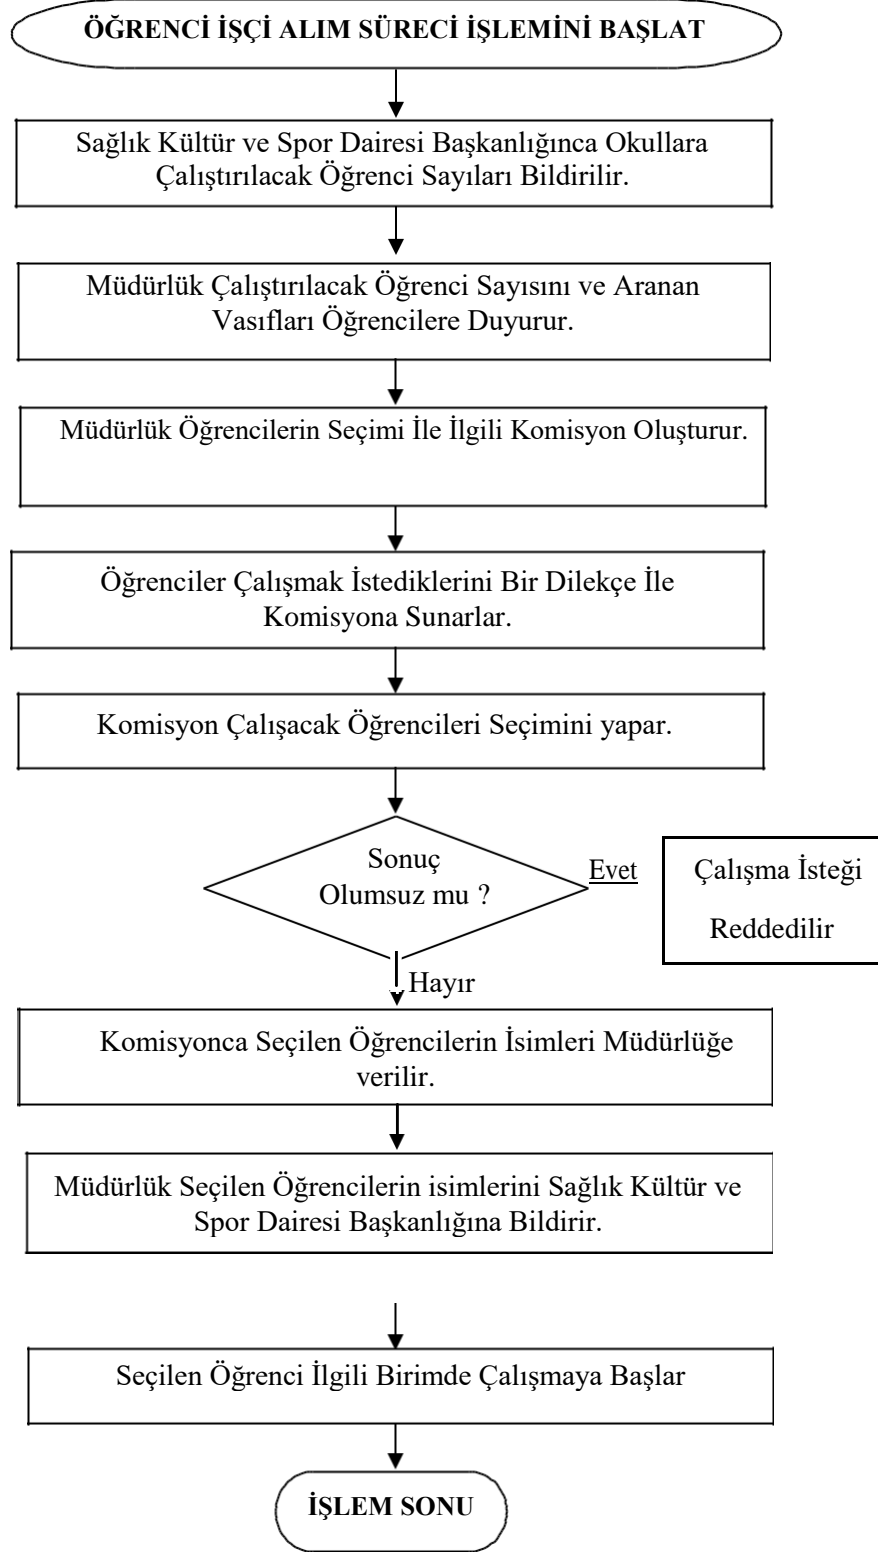 ÖĞRENCİ İŞÇİ ALIM SÜRECİ İŞLEMİNİ BAŞLAT
Sağlık Kültür ve Spor Dairesi Başkanlığınca Okullara
Çalıştırılacak Öğrenci Sayıları Bildirilir.
Müdürlük Çalıştırılacak Öğrenci Sayısını ve Aranan
Vasıfları Öğrencilere Duyurur.
Müdürlük Öğrencilerin Seçimi İle İlgili Komisyon Oluşturur.
Öğrenciler Çalışmak İstediklerini Bir Dilekçe İle
Komisyona Sunarlar.
Komisyon Çalışacak Öğrencileri Seçimini yapar.
Sonuç
Olumsuz mu ?
Evet
Çalışma İsteği
Reddedilir
Hayır
Komisyonca Seçilen Öğrencilerin İsimleri Müdürlüğe
verilir.
Müdürlük Seçilen Öğrencilerin isimlerini Sağlık Kültür ve
Spor Dairesi Başkanlığına Bildirir.
Seçilen Öğrenci İlgili Birimde Çalışmaya Başlar
İŞLEM SONU